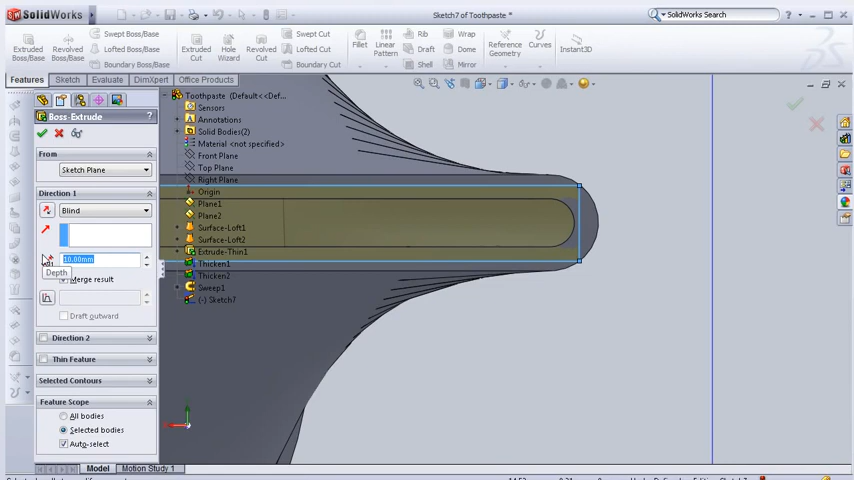 SOLIDWORKS
Sketch7 of Toothpaste *
SolidWorks Search
Extruded Boss/Base
Revolved Boss/Base
Swept Boss/Base
Lofted Boss/Base
Boundary Boss/Base
Extruded Cut
Hole Wizard
Revolved Cut
Swept Cut
Lofted Cut
Boundary Cut
Fillet
Linear Pattern
Rib
Draft
Shell
Wrap
Dome
Mirror
Reference Geometry
Curves
Instant3D
Features
Sketch
Evaluate
DimXpert
Office Products
Boss-Extrude
?
From
Sketch Plane
Direction 1
Blind
10.00mm
Depth
Merge result
Draft outward
Direction 2
Thin Feature
Selected Contours
Feature Scope
All bodies
Selected bodies
Auto-select
Toothpaste (Default<<Def...
Sensors
Annotations
Solid Bodies(2)
Material <not specified>
Front Plane
Top Plane
Right Plane
Origin
Plane1
Plane2
Surface-Loft1
Surface-Loft2
Extrude-Thin1
Thicken1
Thicken2
Sweep1
(-) Sketch7
Model
Motion Study 1